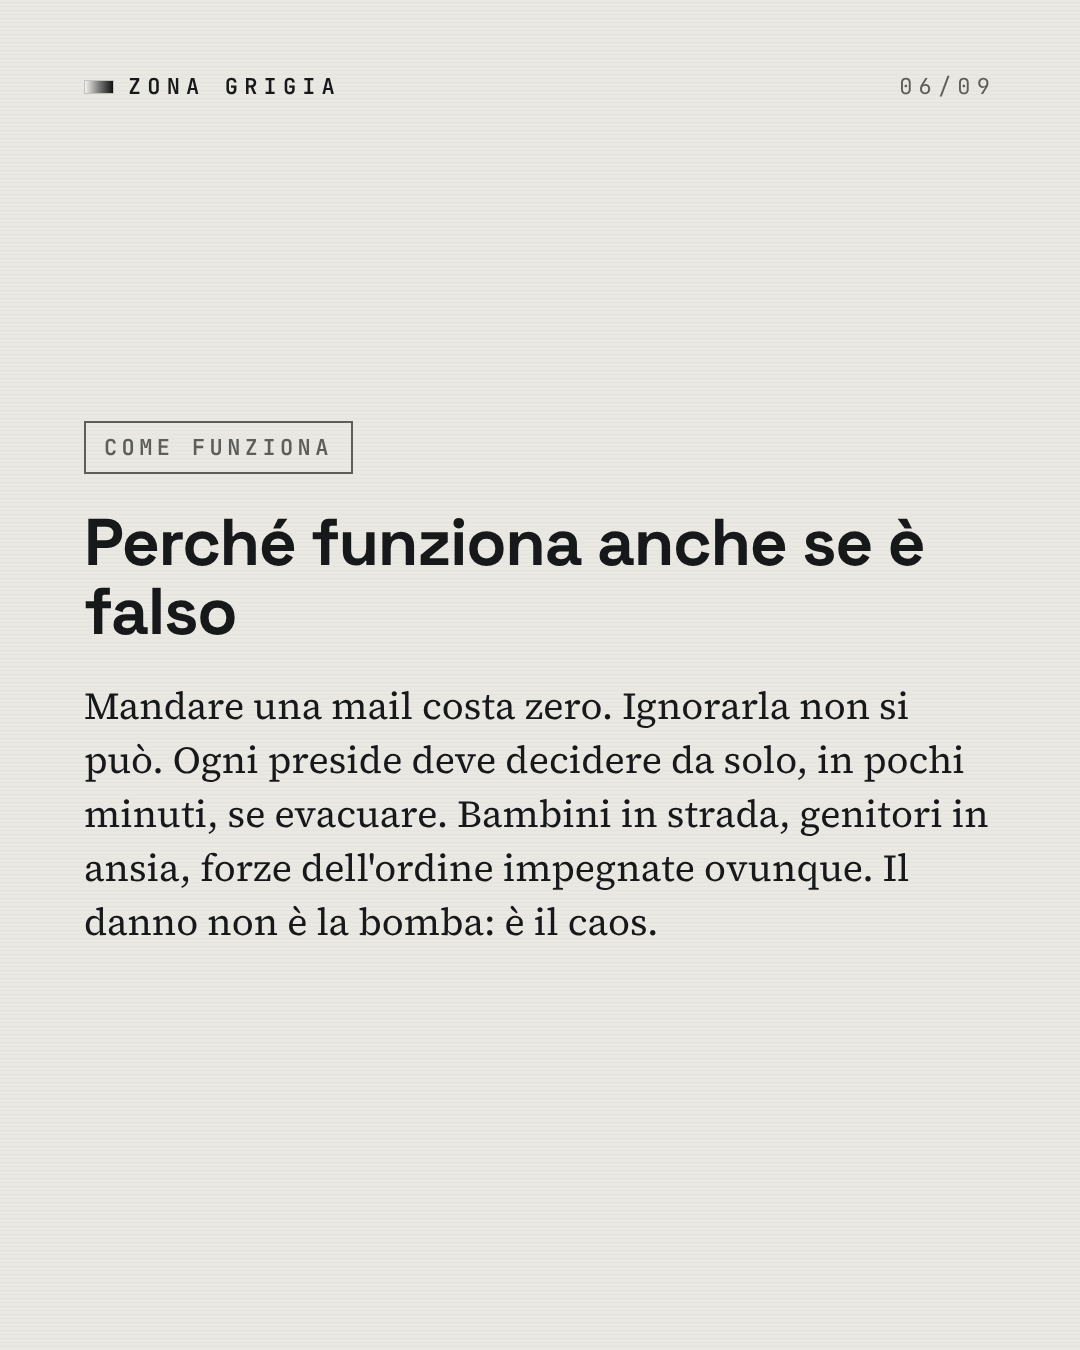 ZONA GRIGIA
06/09
COME FUNZIONA
Perché funziona anche se è
falso
Mandare una mail costa zero. Ignorarla non si
può. Ogni preside deve decidere da solo, in pochi
minuti, se evacuare. Bambini in strada, genitori in
ansia, forze dell'ordine impegnate ovunque. Il
danno non è la bomba: è il caos.